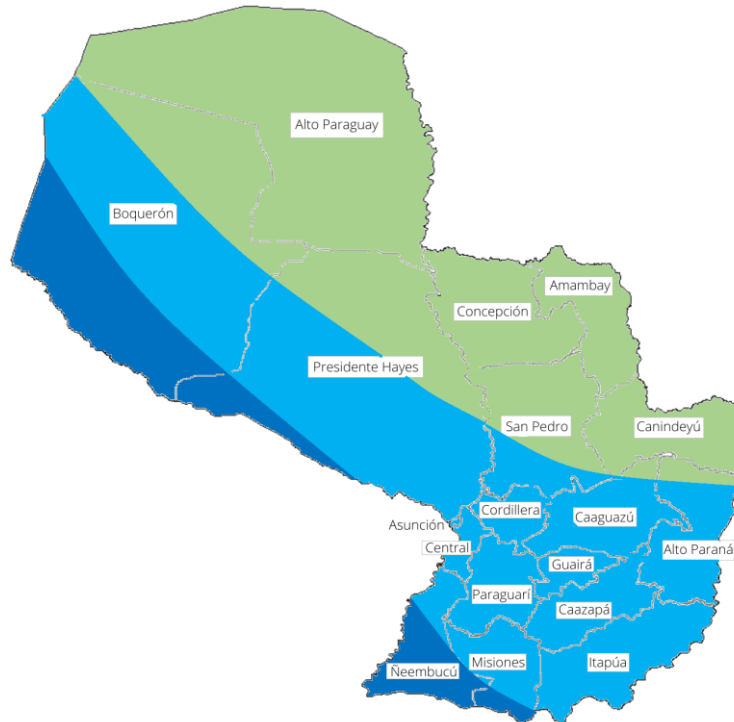 Alto Paraguay
Boquerón
Amambay
Concepción
Presidente Hayes
San Pedro
Canindeyú
Cordillera
Caaguazú
Asunción
Central
Alto Paraná
Guairá
Paraguarí
Caazapá
Misiones
Itapúa
Ñeembucú